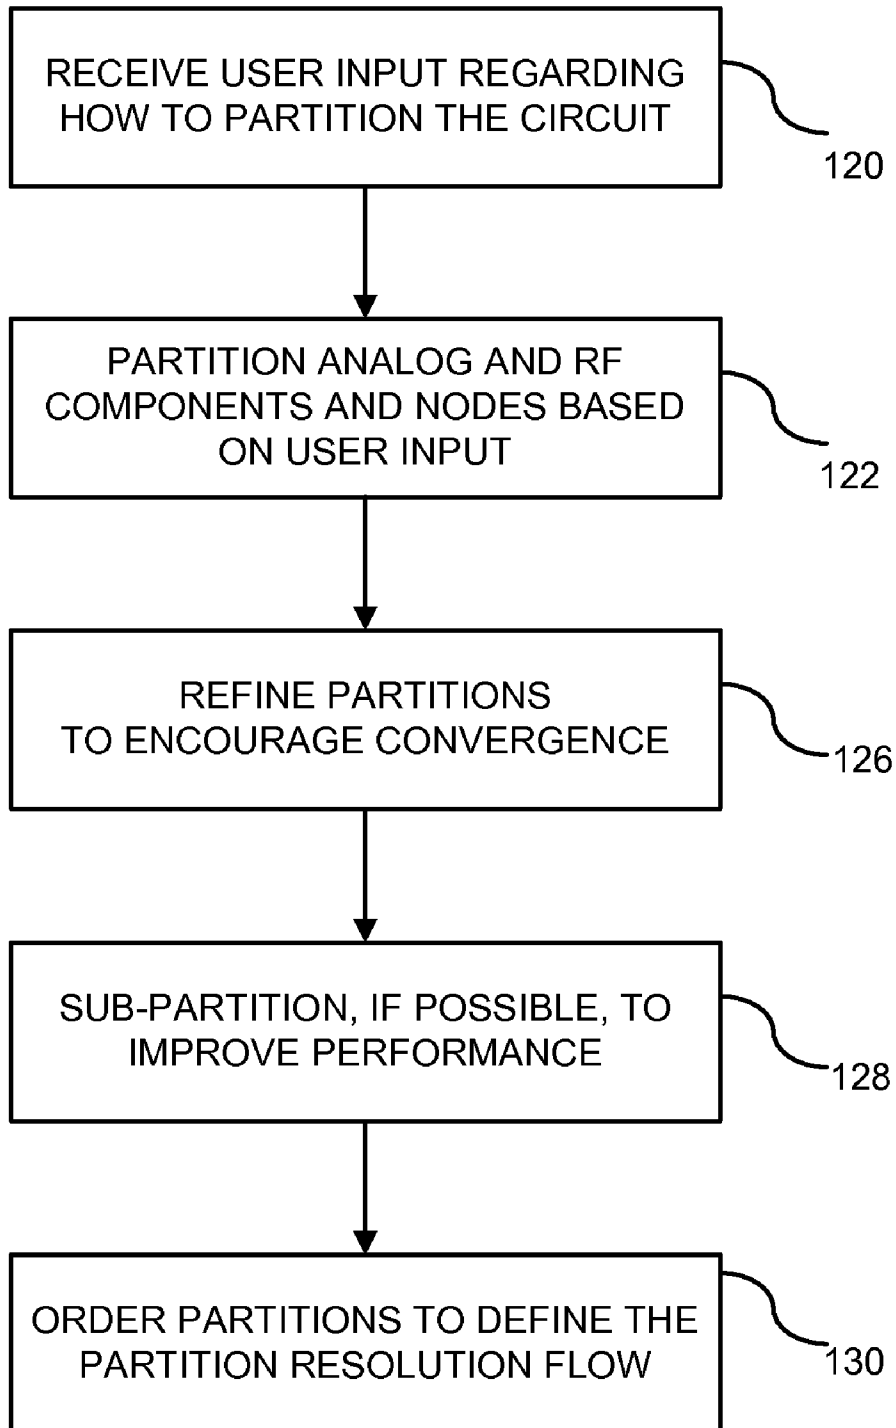 RECEIVE USER INPUT REGARDING
HOW TO PARTITION THE CIRCUIT
120
PARTITION ANALOG AND RF
COMPONENTS AND NODES BASED
ON USER INPUT
122
REFINE PARTITIONS
TO ENCOURAGE CONVERGENCE
126
SUB-PARTITION, IF POSSIBLE, TO
IMPROVE PERFORMANCE
128
ORDER PARTITIONS TO DEFINE THE
PARTITION RESOLUTION FLOW
130